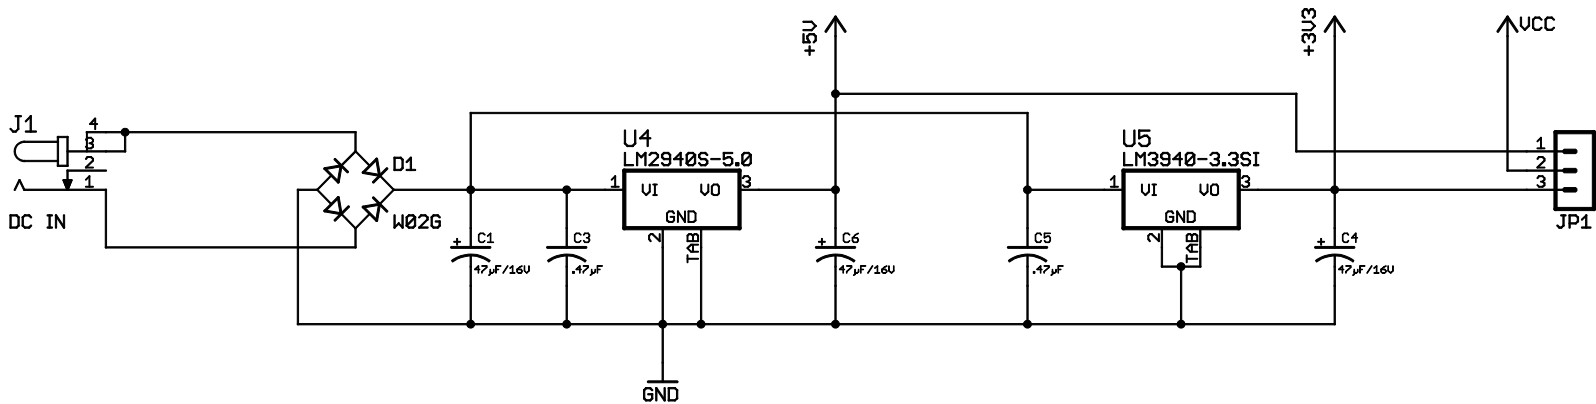 J1
4
3
2
1
DC IN
D1
W02G
C1
+
47µF/16V
C3
.47µF
U4
LM2940S-5.0
1
VI
VO
3
GND
2
TAB
GND
+5V
C6
+
47µF/16V
C5
.47µF
U5
LM3940-3.3SI
1
VI
VO
3
GND
2
TAB
+3V3
C4
+
47µF/16V
VCC
1
2
3
JP1